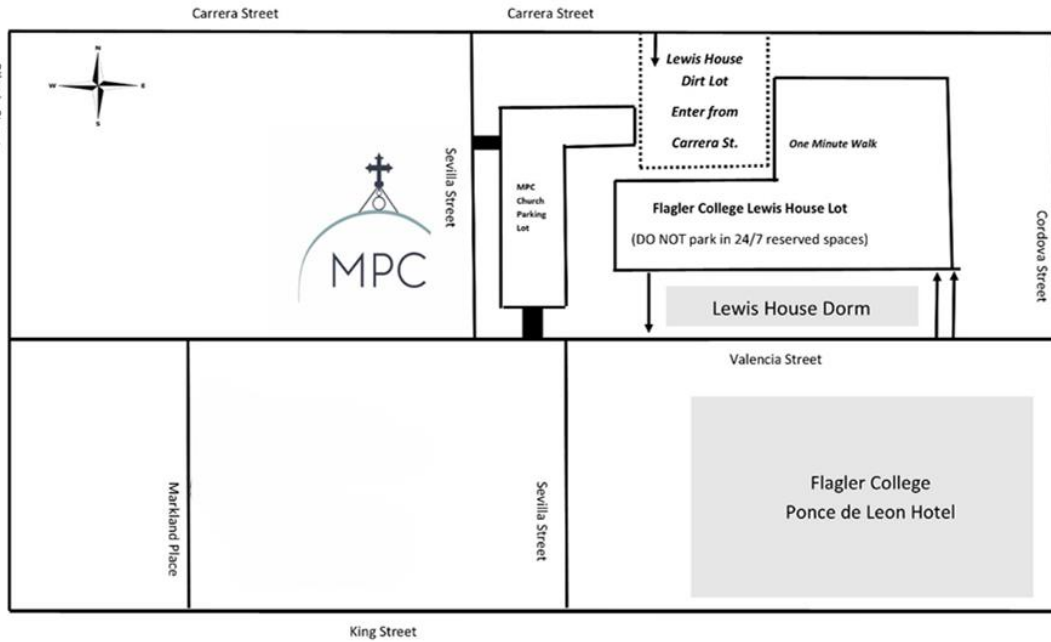 Carrera Street
Carrera Street
N
W
E
S
Lewis House
Dirt Lot
Enter from
Carrera St.
One Minute Walk
Sevilla Street
MPC
Church
Parking
Lot
MPC
Flagler College Lewis House Lot
(DO NOT park in 24/7 reserved spaces)
Cordova Street
Lewis House Dorm
Valencia Street
Markland Place
Sevilla Street
Flagler College
Ponce de Leon Hotel
King Street